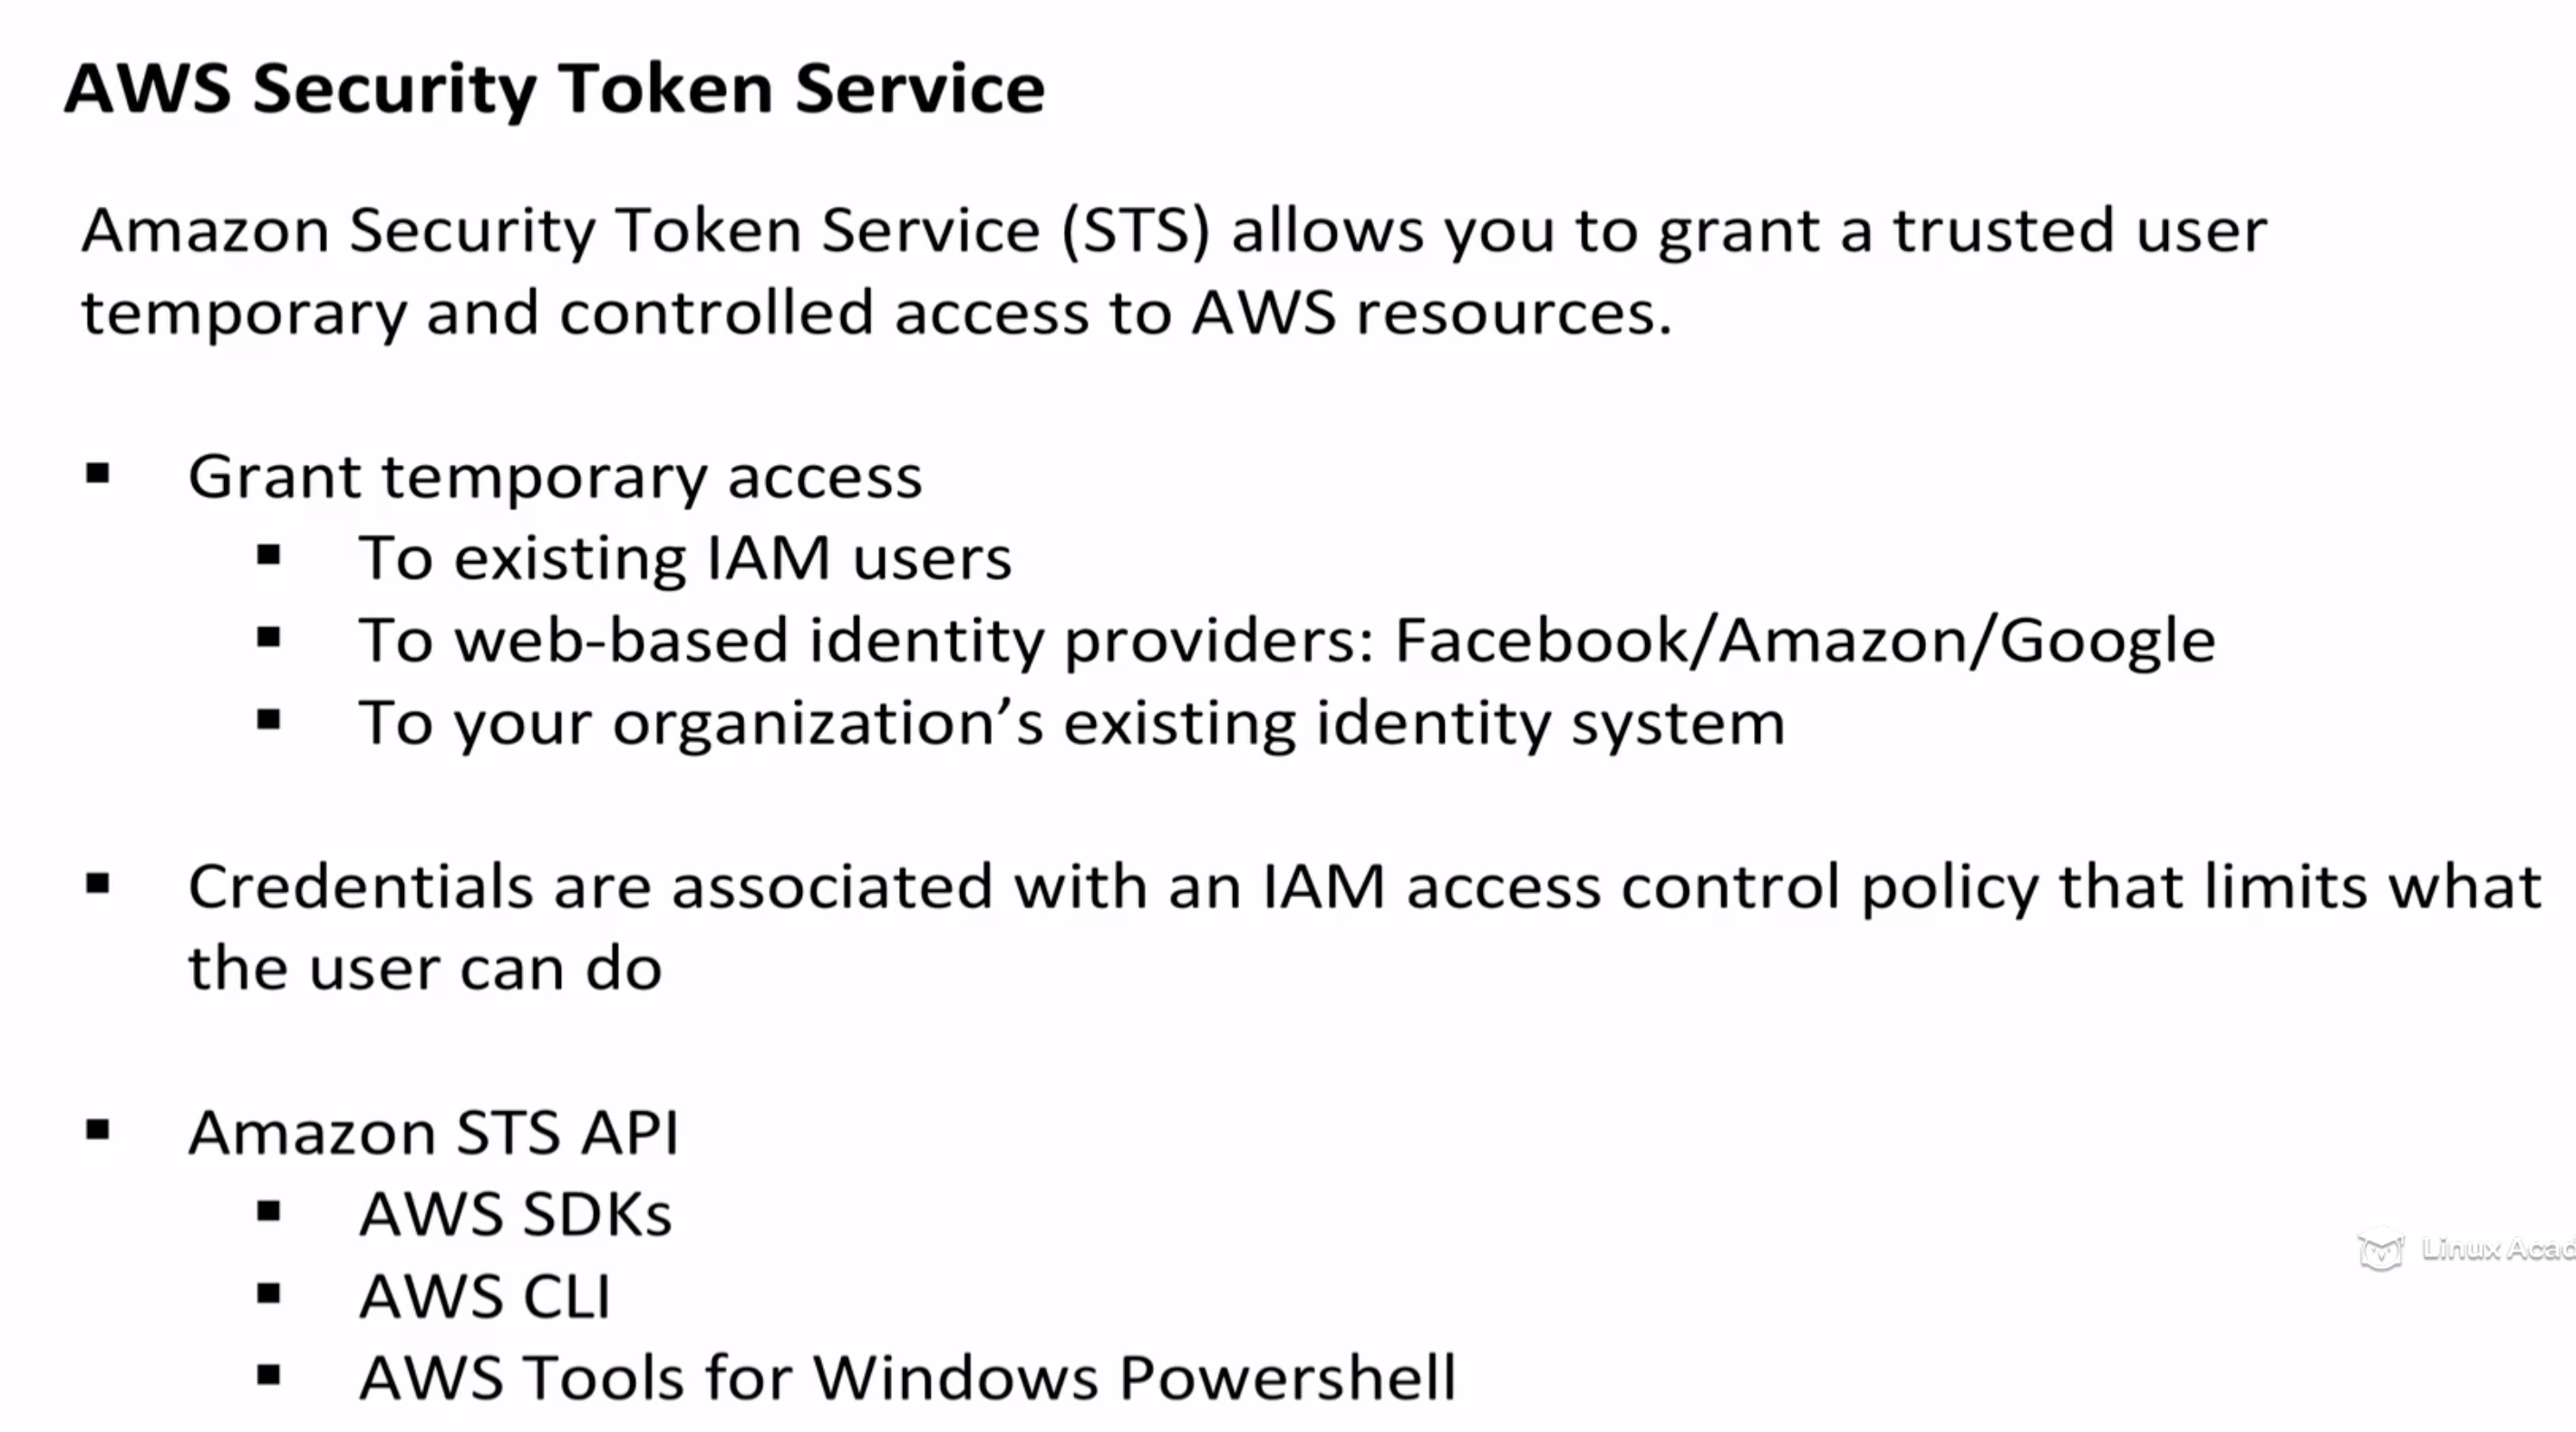 AWS Security Token Service
Amazon Security Token Service (STS) allows you to grant a trusted user
temporary and controlled access to AWS resources.
▪ Grant temporary access
▪ To existing IAM users
▪ To web-based identity providers: Facebook/Amazon/Google
▪ To your organization’s existing identity system
▪ Credentials are associated with an IAM access control policy that limits what
the user can do
▪ Amazon STS API
▪ AWS SDKs
Linux Acad
▪ AWS CLI
▪ AWS Tools for Windows Powershell